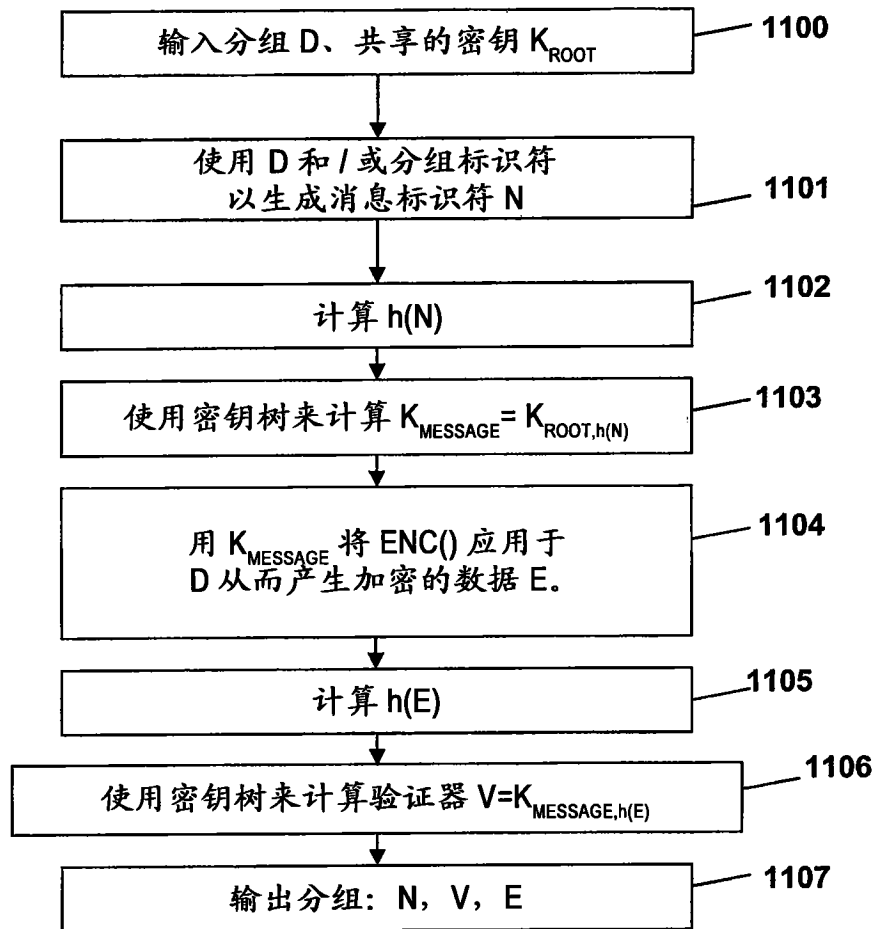 输入分组 D、共享的密钥 K_ROOT
1100
使用 D 和 / 或分组标识符
以生成消息标识符 N
1101
计算 h(N)
1102
使用密钥树来计算 K_MESSAGE= K_ROOT,h(N)
1103
用 K_MESSAGE 将 ENC() 应用于
D 从而产生加密的数据 E。
1104
计算 h(E)
1105
使用密钥树来计算验证器 V=K_MESSAGE,h(E)
1106
输出分组: N, V, E
1107